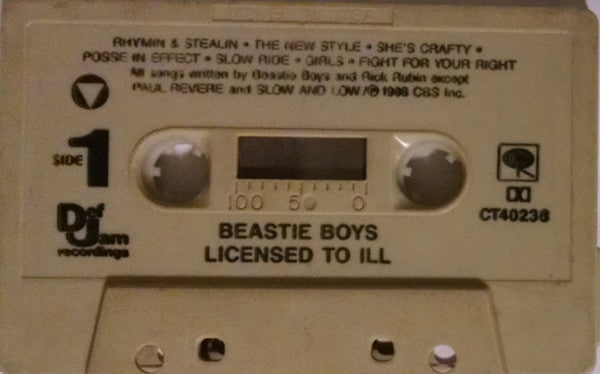 RHYMIN & STEALIN • THE NEW STYLE • SHE'S CRAFTY •
POSSE IN EFFECT • SLOW RIDE • GIRLS • FIGHT FOR YOUR RIGHT
All songs written by Beastie Boys and Rick Rubin except
PAUL REVERE and SLOW AND LOW /℗ 1986 CBS Inc.
SIDE 1
100 50 0
Def Jam
recordings
CT40238
BEASTIE BOYS
LICENSED TO ILL